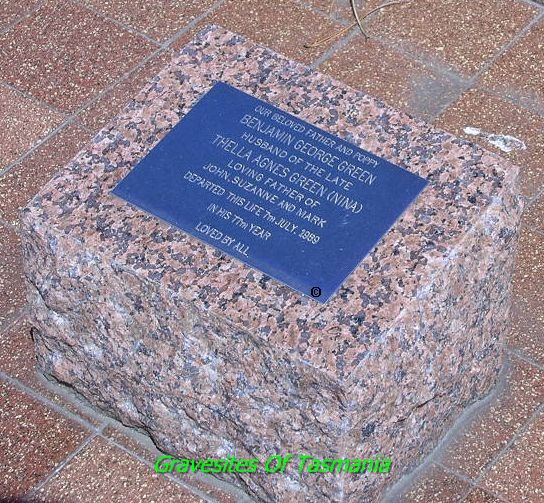 OUR BELOVED FATHER AND POPPY
BENJAMIN GEORGE GREEN
HUSBAND OF THE LATE
THELLA AGNES GREEN (NINA)
LOVING FATHER OF
JOHN, SUZANNE AND MARK
DEPARTED THIS LIFE 7TH JULY, 1989
IN HIS 77TH YEAR
LOVED BY ALL
©
Gravesites Of Tasmania